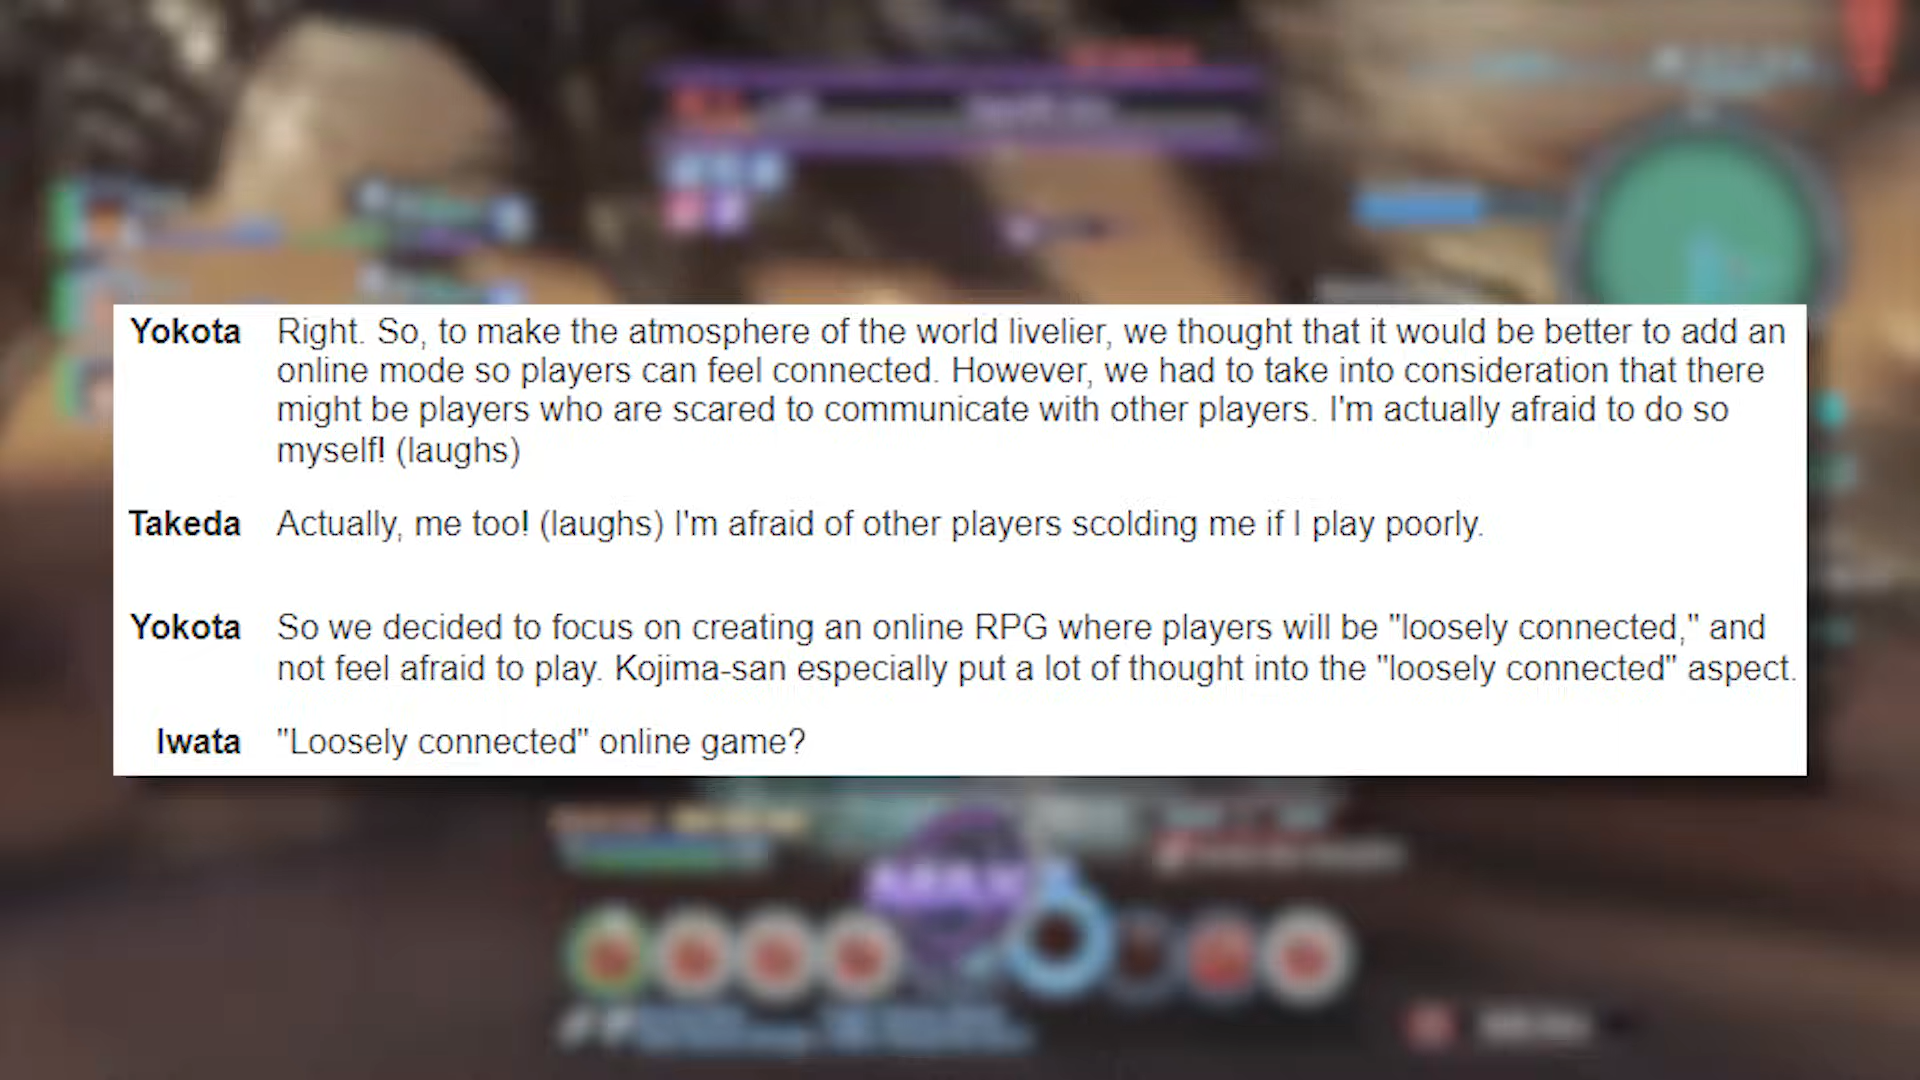 Yokota Right. So, to make the atmosphere of the world livelier, we thought that it would be better to add an
online mode so players can feel connected. However, we had to take into consideration that there
might be players who are scared to communicate with other players. I'm actually afraid to do so
myself! (laughs)
Takeda Actually, me too! (laughs) I'm afraid of other players scolding me if I play poorly.
Yokota So we decided to focus on creating an online RPG where players will be "loosely connected," and
not feel afraid to play. Kojima-san especially put a lot of thought into the "loosely connected" aspect.
Iwata "Loosely connected" online game?